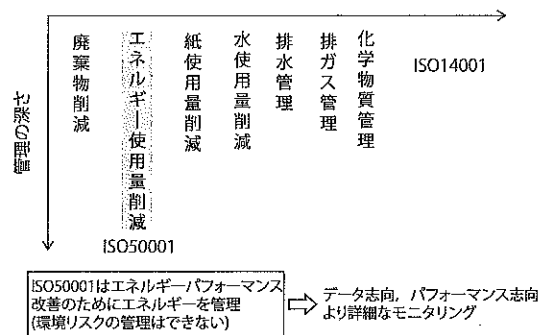 廃棄物削減
エネルギー使用量削減
紙使用量削減
水使用量削減
排水管理
排ガス管理
化学物質管理
ISO14001
管理の深さ
ISO50001
ISO50001はエネルギーパフォーマンス
改善のためにエネルギーを管理
(環境リスクの管理はできない)
データ志向，パフォーマンス志向
より詳細なモニタリング